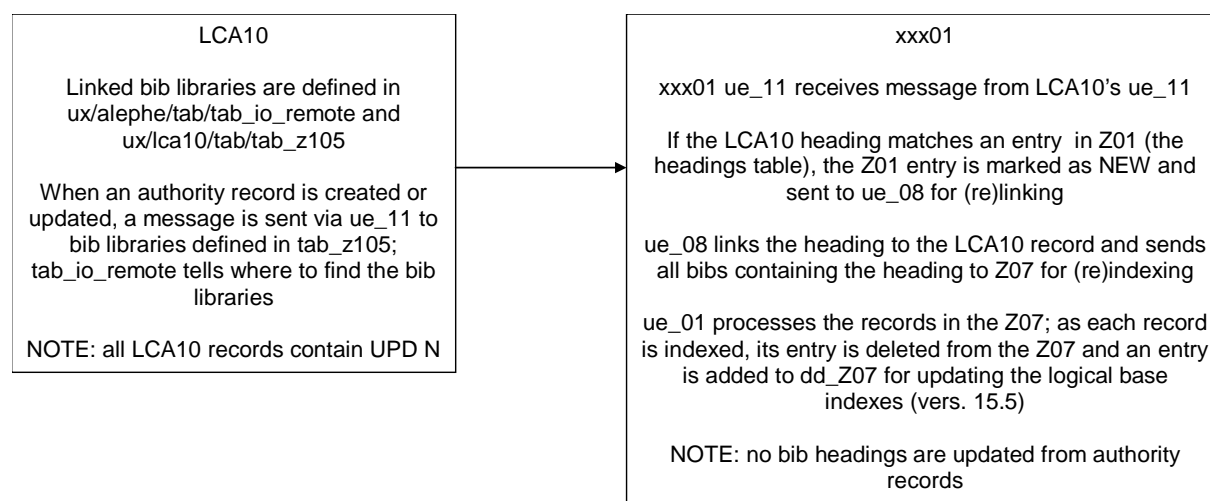 LCA10
Linked bib libraries are defined in
ux/alephe/tab/tab_io_remote and
ux/lca10/tab/tab_z105
When an authority record is created or
updated, a message is sent via ue_11 to
bib libraries defined in tab_z105;
tab_io_remote tells where to find the bib
libraries
NOTE: all LCA10 records contain UPD N
xxx01
xxx01 ue_11 receives message from LCA10's ue_11
If the LCA10 heading matches an entry in Z01 (the
headings table), the Z01 entry is marked as NEW and
sent to ue_08 for (re)linking
ue_08 links the heading to the LCA10 record and sends
all bibs containing the heading to Z07 for (re)indexing
ue_01 processes the records in the Z07; as each record
is indexed, its entry is deleted from the Z07 and an entry
is added to dd_Z07 for updating the logical base
indexes (vers. 15.5)
NOTE: no bib headings are updated from authority
records